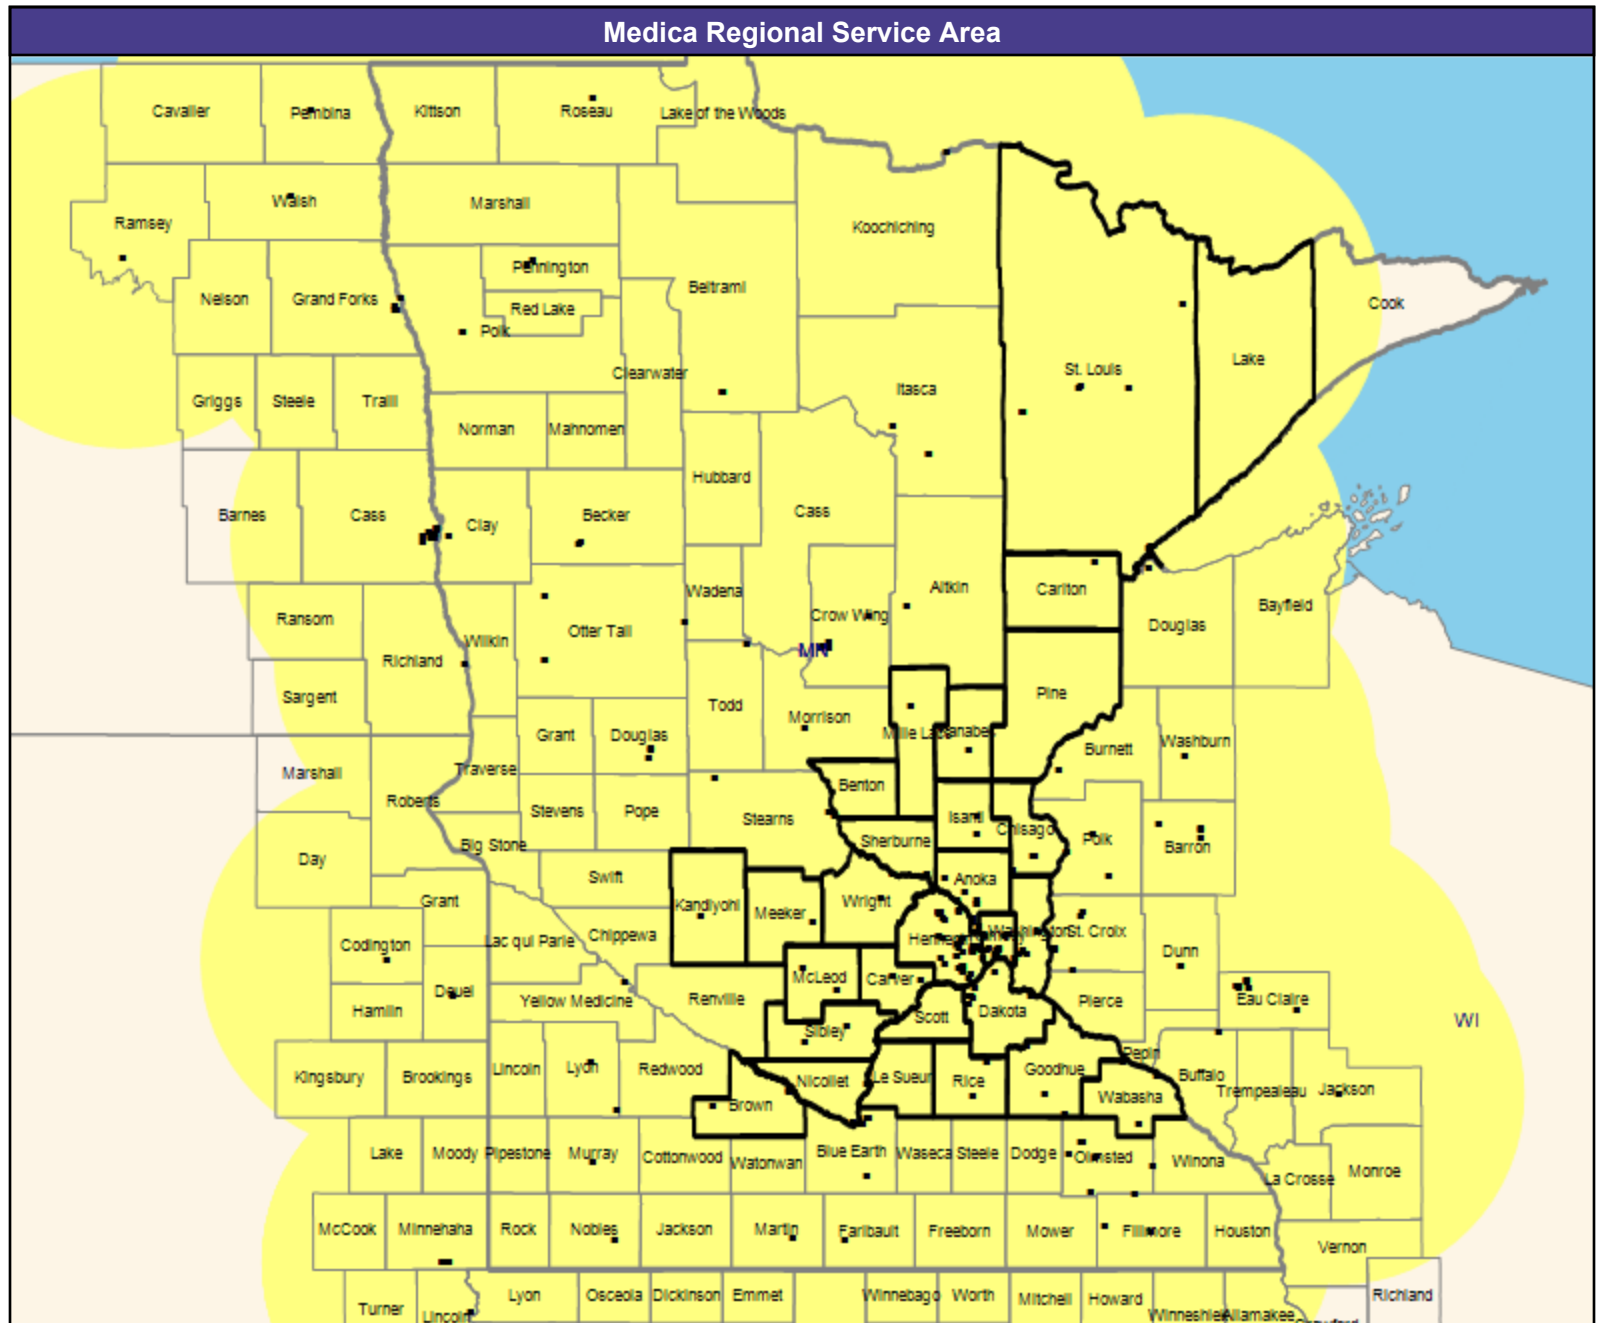 Medica Regional Service Area
Cavalier
Pembina
Kittson
Roseau
Lake of the Woods
Walsh
Marshall
Ramsey
Koochiching
Pennington
Beltrami
Nelson
Grand Forks
Red Lake
Cook
Polk
Lake
St. Louis
Clearwater
Itasca
Griggs
Steele
Traill
Norman
Mahnomen
Hubbard
Barnes
Cass
Clay
Becker
Cass
Aitkin
Carlton
Wadena
Bayfield
Ransom
Crow Wing
Douglas
Otter Tail
Wilkin
MN
Richland
Sargent
Pine
Todd
Morrison
Grant
Douglas
Mille Lacs
Kanabec
Washburn
Burnett
Marshall
Traverse
Benton
Roberts
Stevens
Pope
Stearns
Isanti
Chisago
Sherburne
Polk
Barron
Big Stone
Day
Swift
Anoka
Grant
Wright
Kandiyohi
Meeker
Chippewa
Washington
St. Croix
Hennepin
Lac qui Parle
Codington
Dunn
McLeod
Carver
Deuel
Yellow Medicine
Renville
Pierce
Eau Claire
Hamlin
Dakota
Scott
WI
Sibley
Pepin
Lincoln
Lyon
Redwood
Goodhue
Kingsbury
Brookings
Nicollet
Le Sueur
Rice
Buffalo
Trempealeau
Jackson
Wabasha
Brown
Lake
Moody
Pipestone
Murray
Cottonwood
Watonwan
Blue Earth
Waseca
Steele
Dodge
Olmsted
Winona
La Crosse
Monroe
McCook
Minnehaha
Rock
Nobles
Jackson
Martin
Faribault
Freeborn
Mower
Fillmore
Houston
Vernon
Turner
Lincoln
Lyon
Osceola
Dickinson
Emmet
Winnebago
Worth
Mitchell
Howard
Winneshiek
Allamakee
Richland